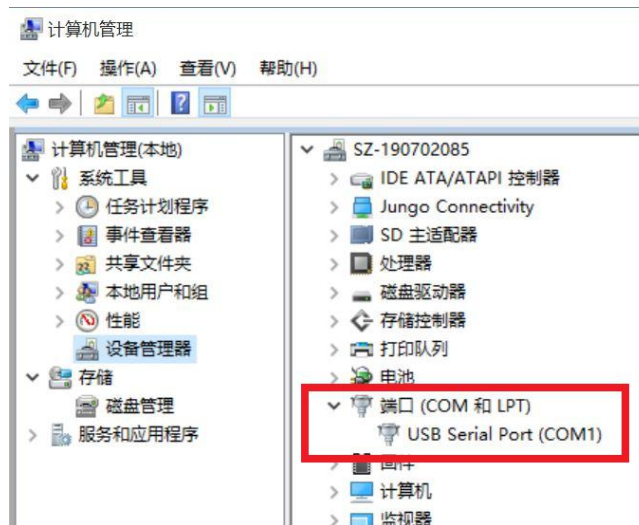 计算机管理
文件(F) 操作(A) 查看(V) 帮助(H)
计算机管理(本地)
系统工具
任务计划程序
事件查看器
共享文件夹
本地用户和组
性能
设备管理器
存储
磁盘管理
服务和应用程序
SZ-190702085
IDE ATA/ATAPI 控制器
Jungo Connectivity
SD 主适配器
处理器
磁盘驱动器
存储控制器
打印队列
电池
端口 (COM 和 LPT)
USB Serial Port (COM1)
固件
计算机
监视器